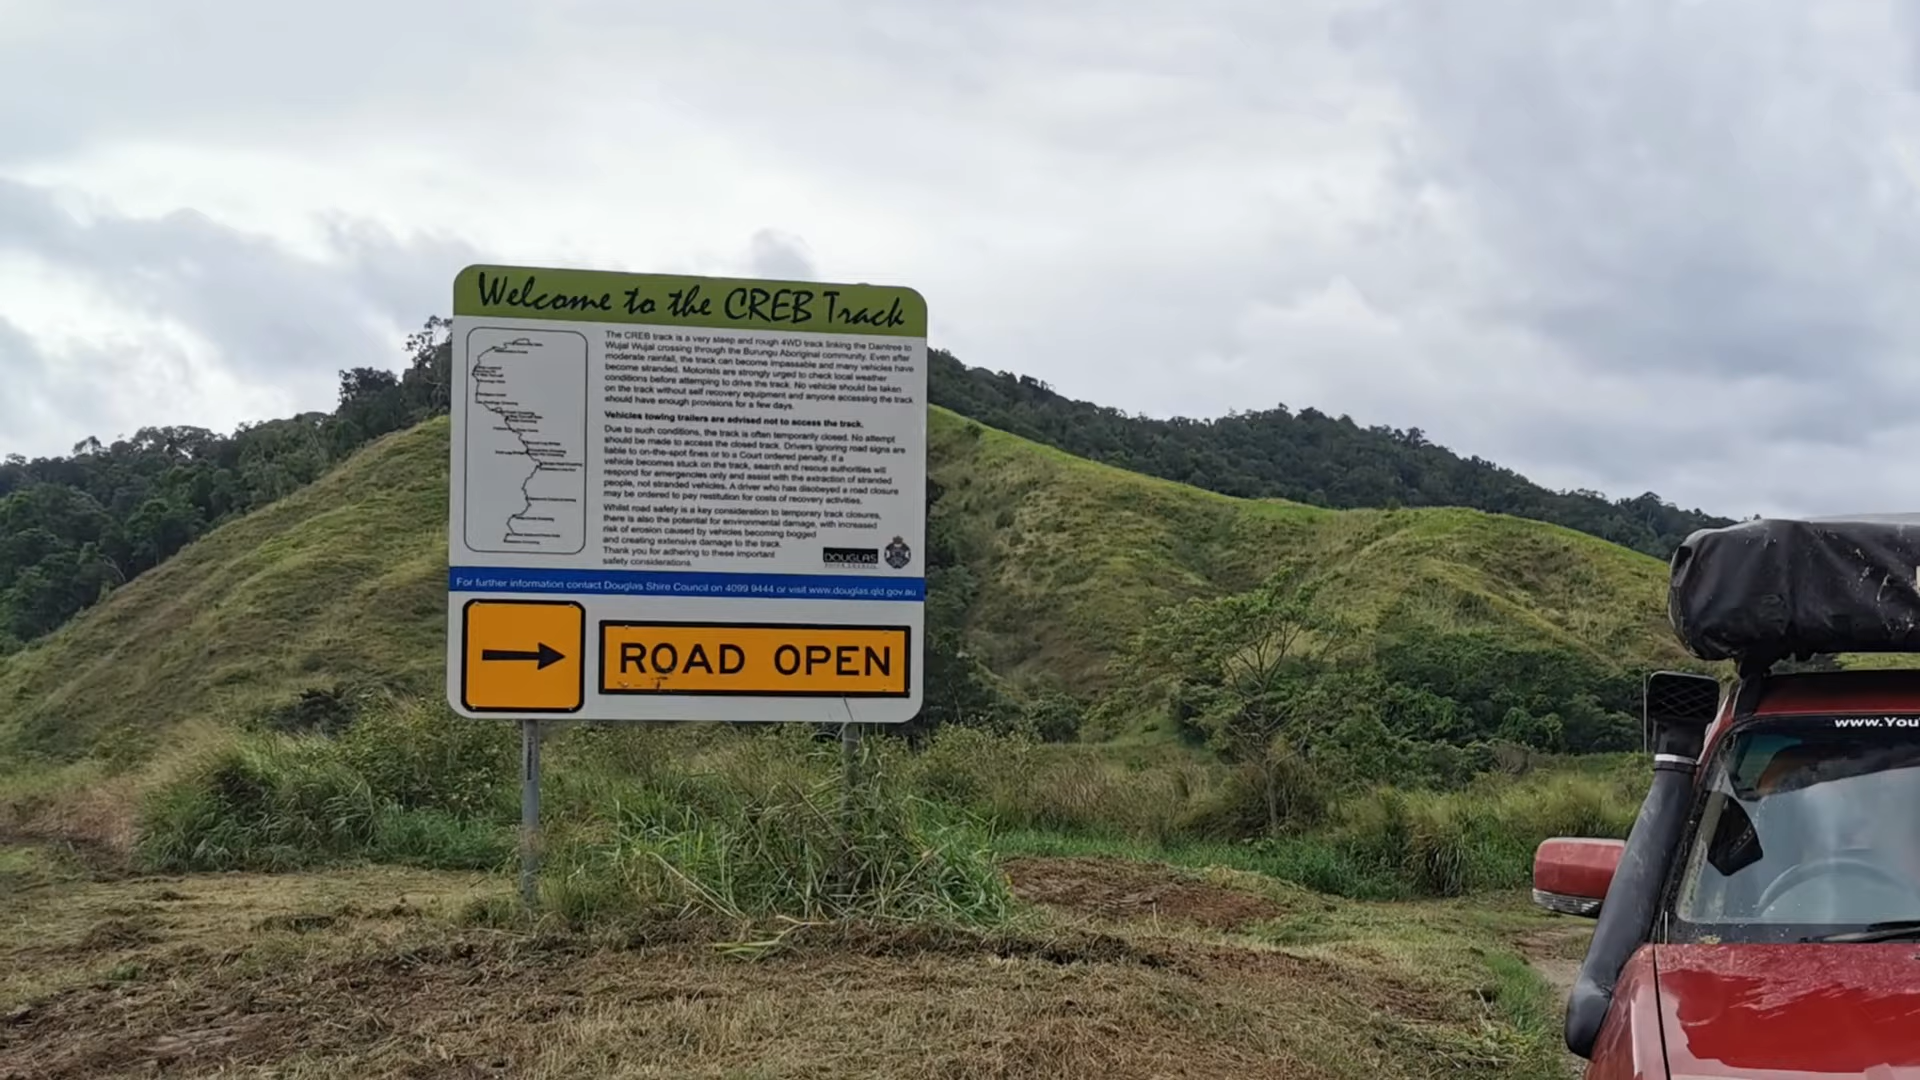 Welcome to the CREB Track
The CREB track is a very steep and rough 4WD track linking the Daintree to
Wujal Wujal crossing through the Burungu Aboriginal community. Even after
moderate rainfall, the track can become impassable and many vehicles have
become stranded. Motorists are strongly urged to check local weather
conditions before attempting to drive the track. No vehicle should be taken
on the track without self recovery equipment and anyone accessing the track
should have enough provisions for a few days.
Vehicles towing trailers are advised not to access the track.
Due to such conditions, the track is often temporarily closed. No attempt
should be made to access the closed track. Drivers ignoring road signs are
liable to on-the-spot fines or to a Court ordered penalty. If a
vehicle becomes stuck on the track, search and rescue authorities will
respond for emergencies only and assist with the extraction of stranded
people, not stranded vehicles. A driver who has disobeyed a road closure
may be ordered to pay restitution for costs of recovery activities.
Whilst road safety is a key consideration to temporary track closures,
there is also the potential for environmental damage, with increased
risk of erosion caused by vehicles becoming bogged
and creating extensive damage to the track.
Thank you for adhering to these important
safety considerations.
DOUGLAS
For further information contact Douglas Shire Council on 4099 9444 or visit www.douglas.qld.gov.au
ROAD OPEN
www.You